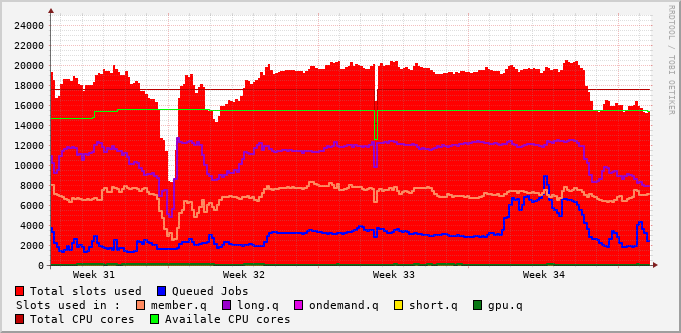 24000
22000
20000
18000
16000
14000
12000
10000
8000
6000
4000
2000
0
Week 31 Week 32 Week 33 Week 34
Total slots used Queued Jobs
Slots used in : member.q long.q ondemand.q short.q gpu.q
Total CPU cores Availale CPU cores
RRDTOOL / TOBI OETIKER